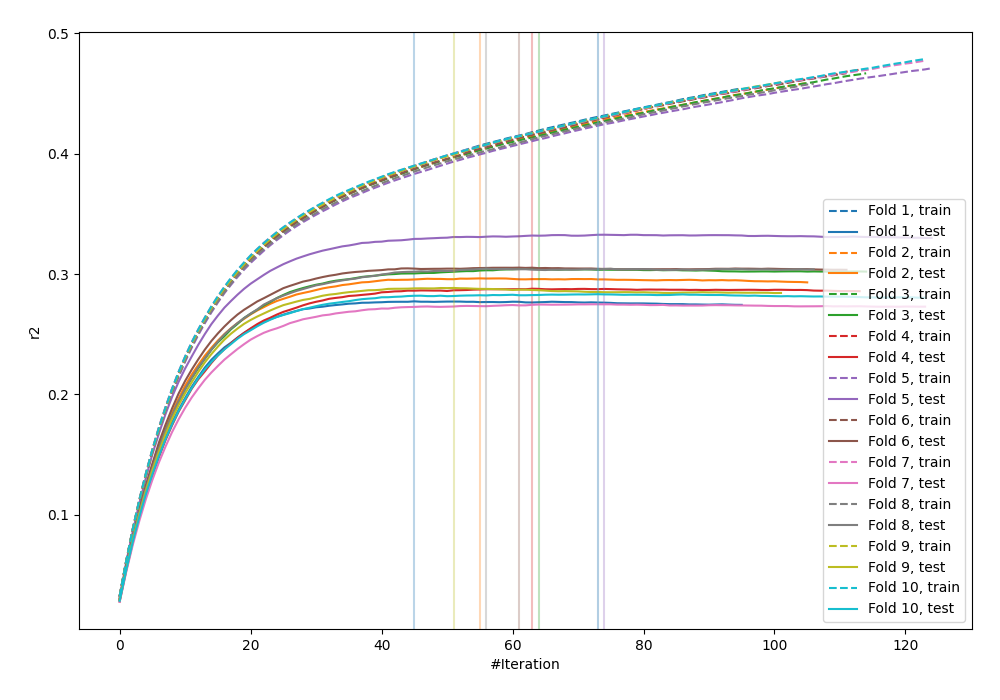 0.5
0.4
0.3
0.2
0.1
r2
0
20
40
60
80
100
120
#Iteration
Fold 1, train
Fold 1, test
Fold 2, train
Fold 2, test
Fold 3, train
Fold 3, test
Fold 4, train
Fold 4, test
Fold 5, train
Fold 5, test
Fold 6, train
Fold 6, test
Fold 7, train
Fold 7, test
Fold 8, train
Fold 8, test
Fold 9, train
Fold 9, test
Fold 10, train
Fold 10, test